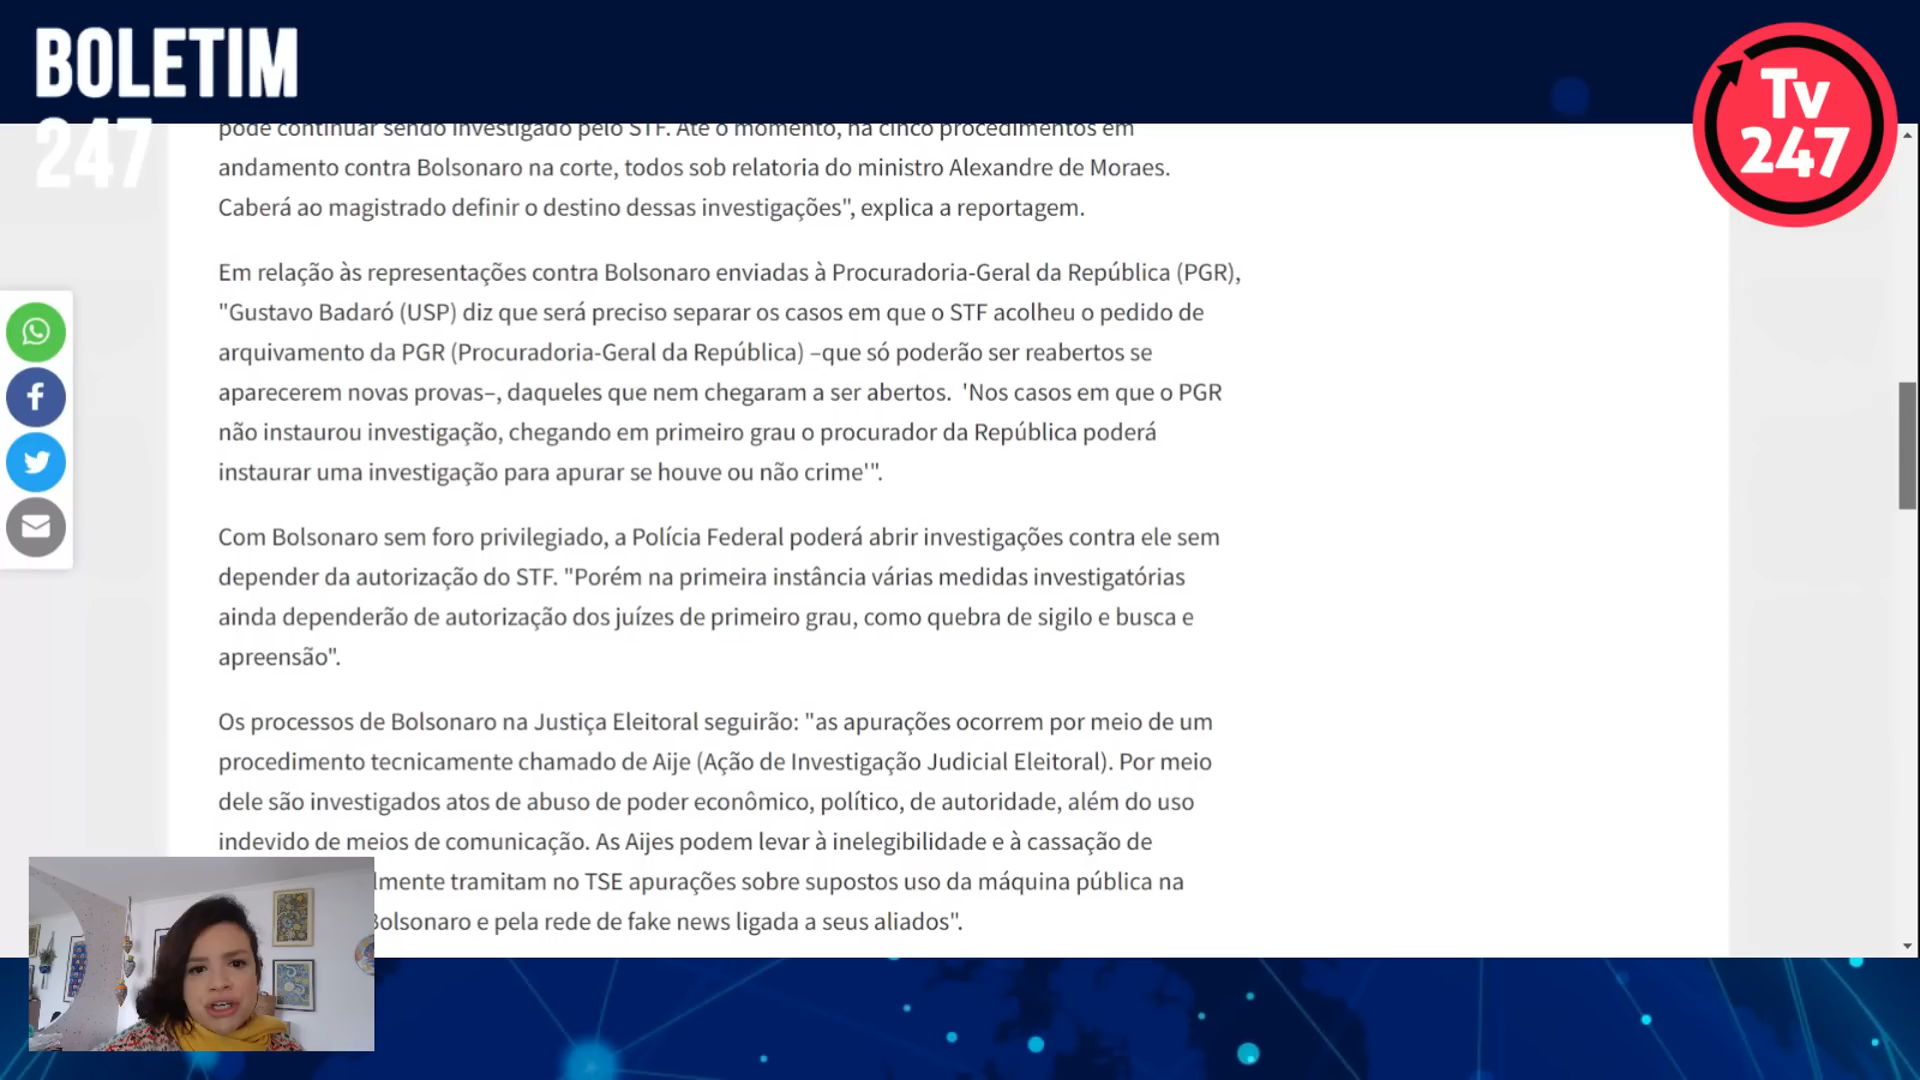 BOLETIM
247
Tv
247
pode continuar sendo investigado pelo STF. Até o momento, há cinco procedimentos em
andamento contra Bolsonaro na corte, todos sob relatoria do ministro Alexandre de Moraes.
Caberá ao magistrado definir o destino dessas investigações", explica a reportagem.
Em relação às representações contra Bolsonaro enviadas à Procuradoria-Geral da República (PGR),
"Gustavo Badaró (USP) diz que será preciso separar os casos em que o STF acolheu o pedido de
arquivamento da PGR (Procuradoria-Geral da República) –que só poderão ser reabertos se
aparecerem novas provas–, daqueles que nem chegaram a ser abertos. 'Nos casos em que o PGR
não instaurou investigação, chegando em primeiro grau o procurador da República poderá
instaurar uma investigação para apurar se houve ou não crime'".
Com Bolsonaro sem foro privilegiado, a Polícia Federal poderá abrir investigações contra ele sem
depender da autorização do STF. "Porém na primeira instância várias medidas investigatórias
ainda dependerão de autorização dos juízes de primeiro grau, como quebra de sigilo e busca e
apreensão".
Os processos de Bolsonaro na Justiça Eleitoral seguirão: "as apurações ocorrem por meio de um
procedimento tecnicamente chamado de Aije (Ação de Investigação Judicial Eleitoral). Por meio
dele são investigados atos de abuso de poder econômico, político, de autoridade, além do uso
indevido de meios de comunicação. As Aijes podem levar à inelegibilidade e à cassação de
lmente tramitam no TSE apurações sobre supostos uso da máquina pública na
Bolsonaro e pela rede de fake news ligada a seus aliados".